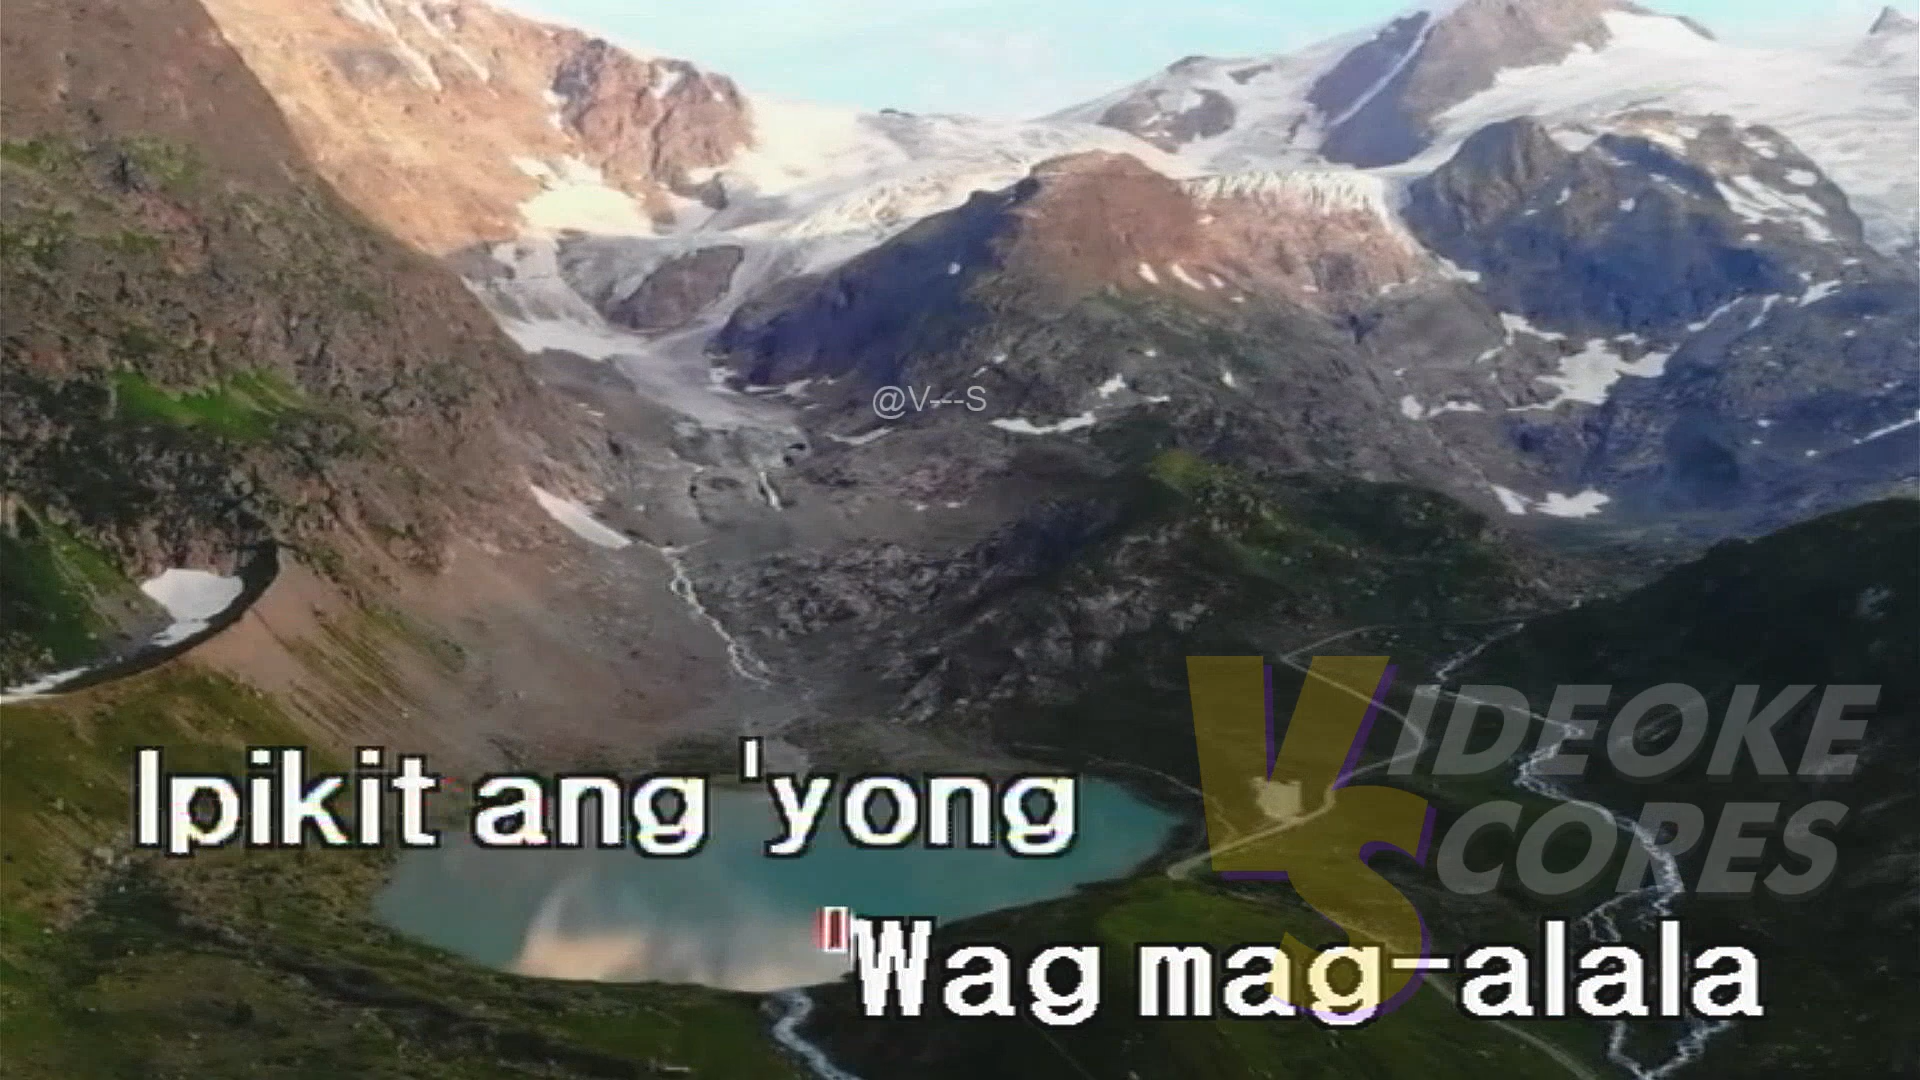 @V---S
VIDEOKE
SCORES
Ipikit ang 'yong
'Wag mag-alala